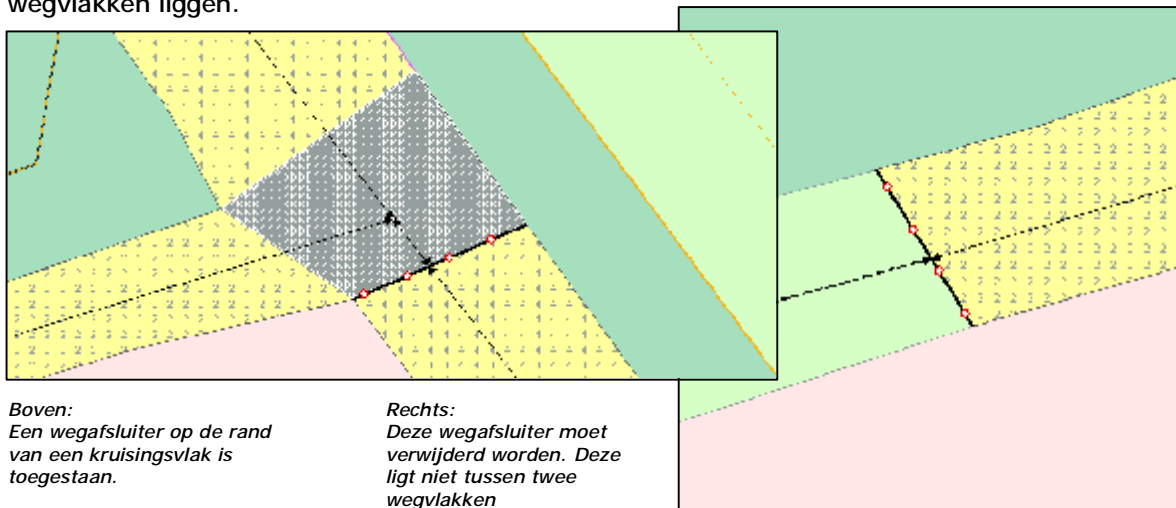 wegvlakken liggen.
Boven:
Een wegafsluiter op de rand
van een kruisingsvlak is
toegestaan.
Rechts:
Deze wegafsluiter moet
verwijderd worden. Deze
ligt niet tussen twee
wegvlakken